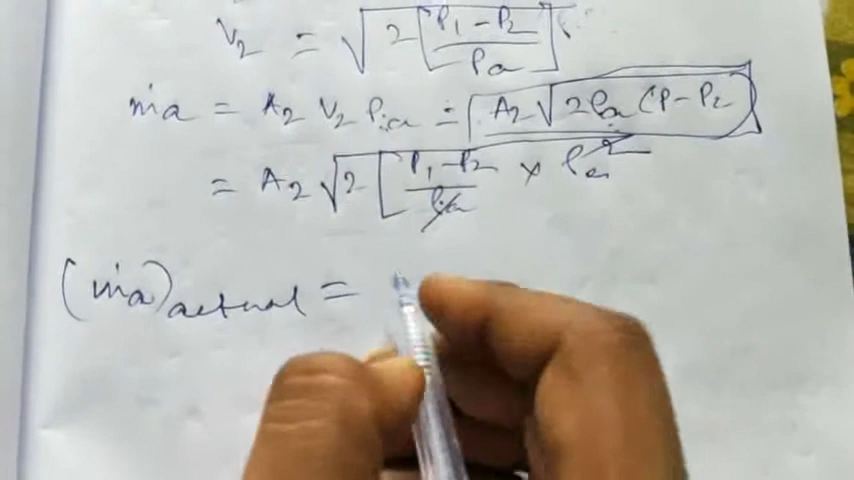 V₂ = √2[P₁-P₂/ρₐ]
ṁa = A₂ V₂ ρₐ = A₂√2ρₐ(P-P₂
= A₂ √2[P₁-P₂/ρₐ × ρₐ²
(ṁa)actual =